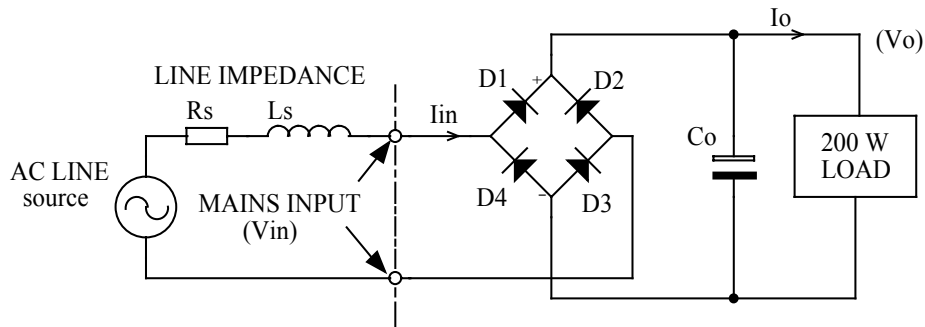 Io
(Vo)
LINE IMPEDANCE
Rs
Ls
Iin
D1
+
D2
Co
200 W
LOAD
AC LINE
source
MAINS INPUT
(Vin)
D4
−
D3